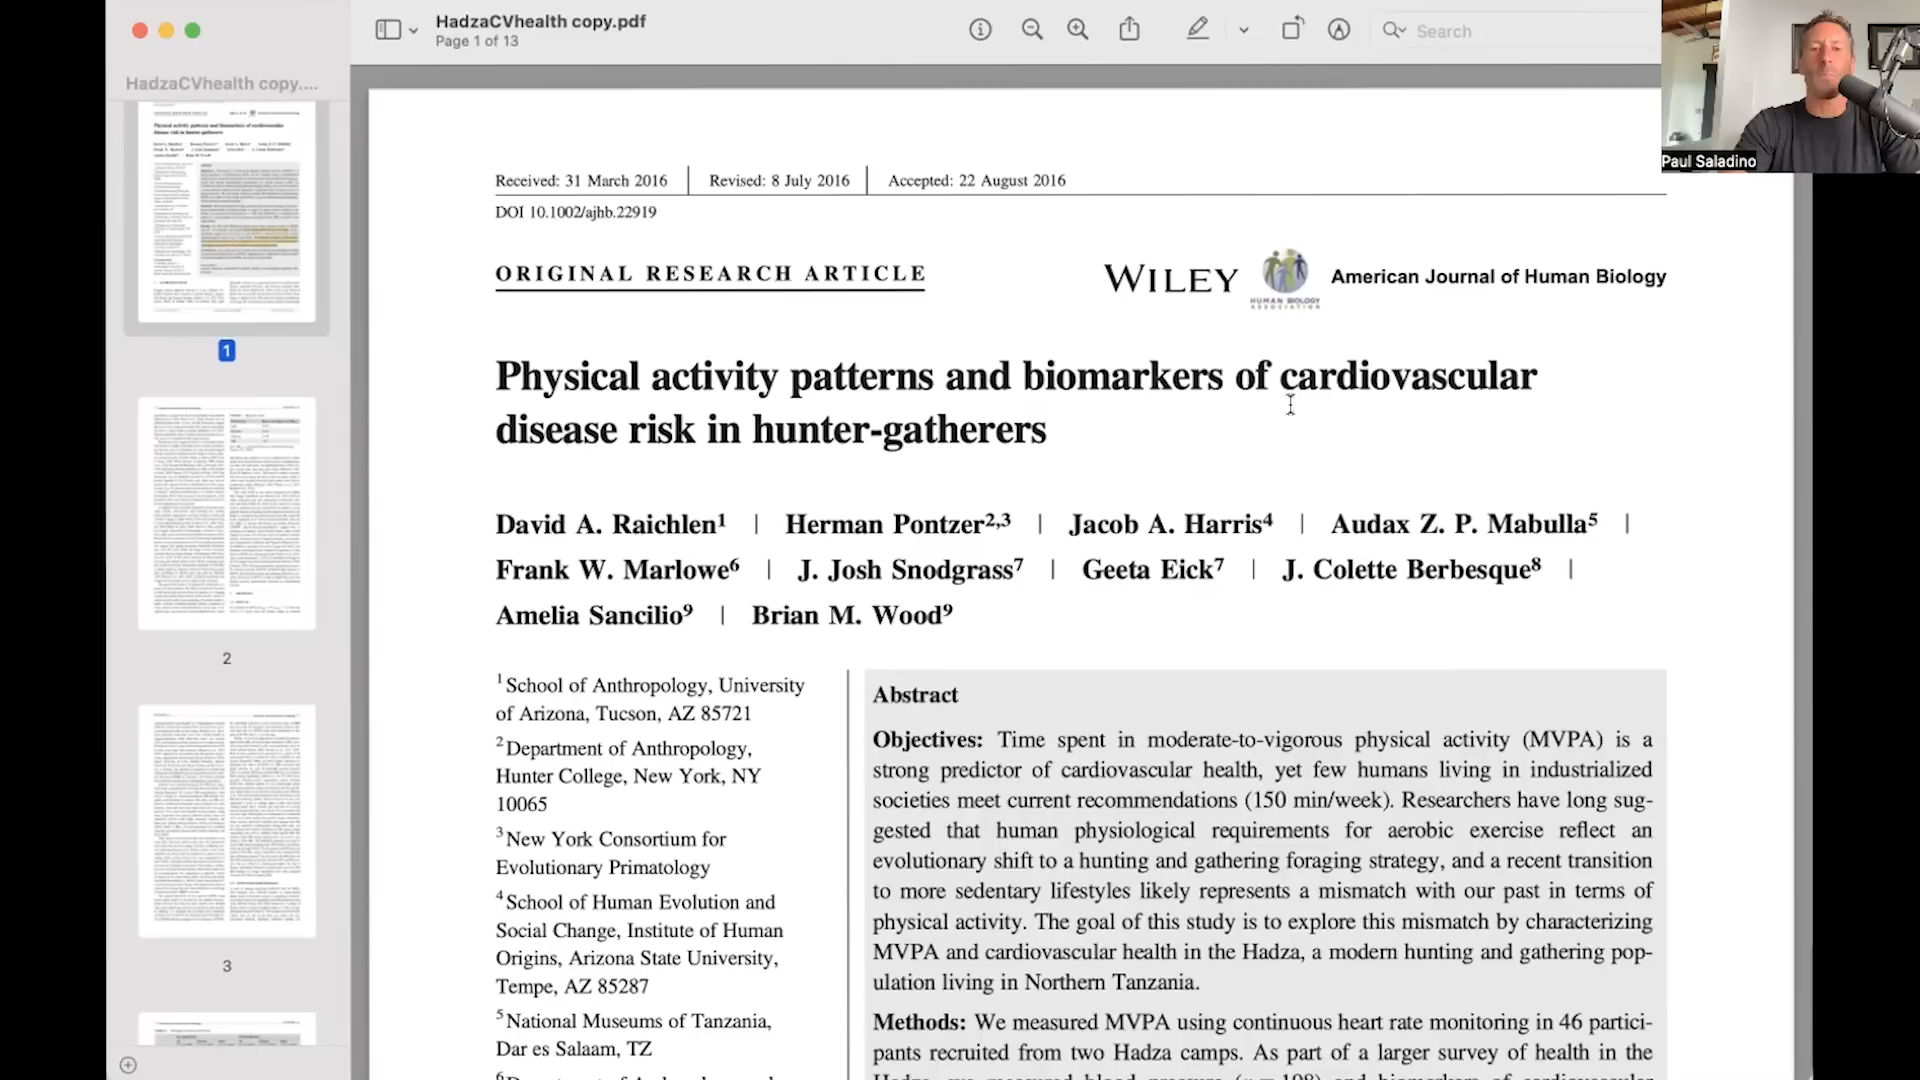 HadzaCVhealth copy.pdf
Page 1 of 13
Search
HadzaCVhealth copy....
Paul Saladino
1
2
3
Received: 31 March 2016 | Revised: 8 July 2016 | Accepted: 22 August 2016
DOI 10.1002/ajhb.22919
ORIGINAL RESEARCH ARTICLE
WILEY
HUMAN BIOLOGY
ASSOCIATION
American Journal of Human Biology
Physical activity patterns and biomarkers of cardiovascular
disease risk in hunter-gatherers
David A. Raichlen1 | Herman Pontzer2,3 | Jacob A. Harris4 | Audax Z. P. Mabulla5 |
Frank W. Marlowe6 | J. Josh Snodgrass7 | Geeta Eick7 | J. Colette Berbesque8 |
Amelia Sancilio9 | Brian M. Wood9
1School of Anthropology, University
of Arizona, Tucson, AZ 85721
2Department of Anthropology,
Hunter College, New York, NY
10065
3New York Consortium for
Evolutionary Primatology
4School of Human Evolution and
Social Change, Institute of Human
Origins, Arizona State University,
Tempe, AZ 85287
5National Museums of Tanzania,
Dar es Salaam, TZ
Abstract
Objectives: Time spent in moderate-to-vigorous physical activity (MVPA) is a
strong predictor of cardiovascular health, yet few humans living in industrialized
societies meet current recommendations (150 min/week). Researchers have long sug-
gested that human physiological requirements for aerobic exercise reflect an
evolutionary shift to a hunting and gathering foraging strategy, and a recent transition
to more sedentary lifestyles likely represents a mismatch with our past in terms of
physical activity. The goal of this study is to explore this mismatch by characterizing
MVPA and cardiovascular health in the Hadza, a modern hunting and gathering pop-
ulation living in Northern Tanzania.
Methods: We measured MVPA using continuous heart rate monitoring in 46 partici-
pants recruited from two Hadza camps. As part of a larger survey of health in the